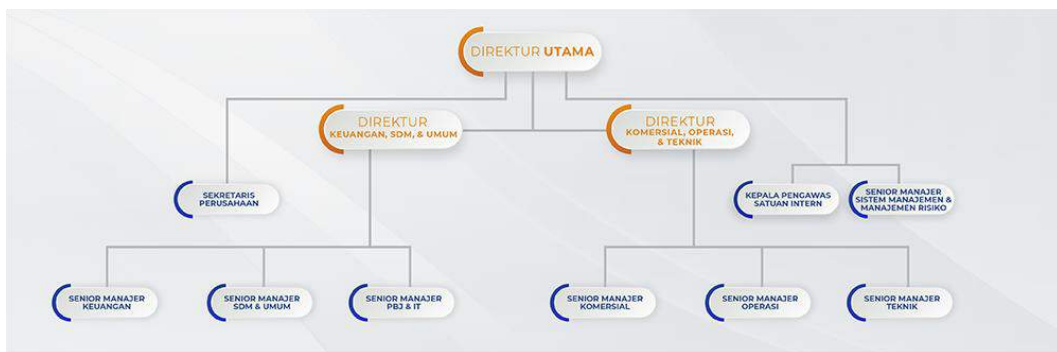 DIREKTUR UTAMA
DIREKTUR
KEUANGAN, SDM, & UMUM
DIREKTUR
KOMERSIAL, OPERASI,
& TEKNIK
SEKRETARIS
PERUSAHAAN
KEPALA PENGAWAS
SATUAN INTERN
SENIOR MANAJER
SISTEM MANAJEMEN &
MANAJEMEN RISIKO
SENIOR MANAJER
KEUANGAN
SENIOR MANAJER
SDM & UMUM
SENIOR MANAJER
PBJ & IT
SENIOR MANAJER
KOMERSIAL
SENIOR MANAJER
OPERASI
SENIOR MANAJER
TEKNIK